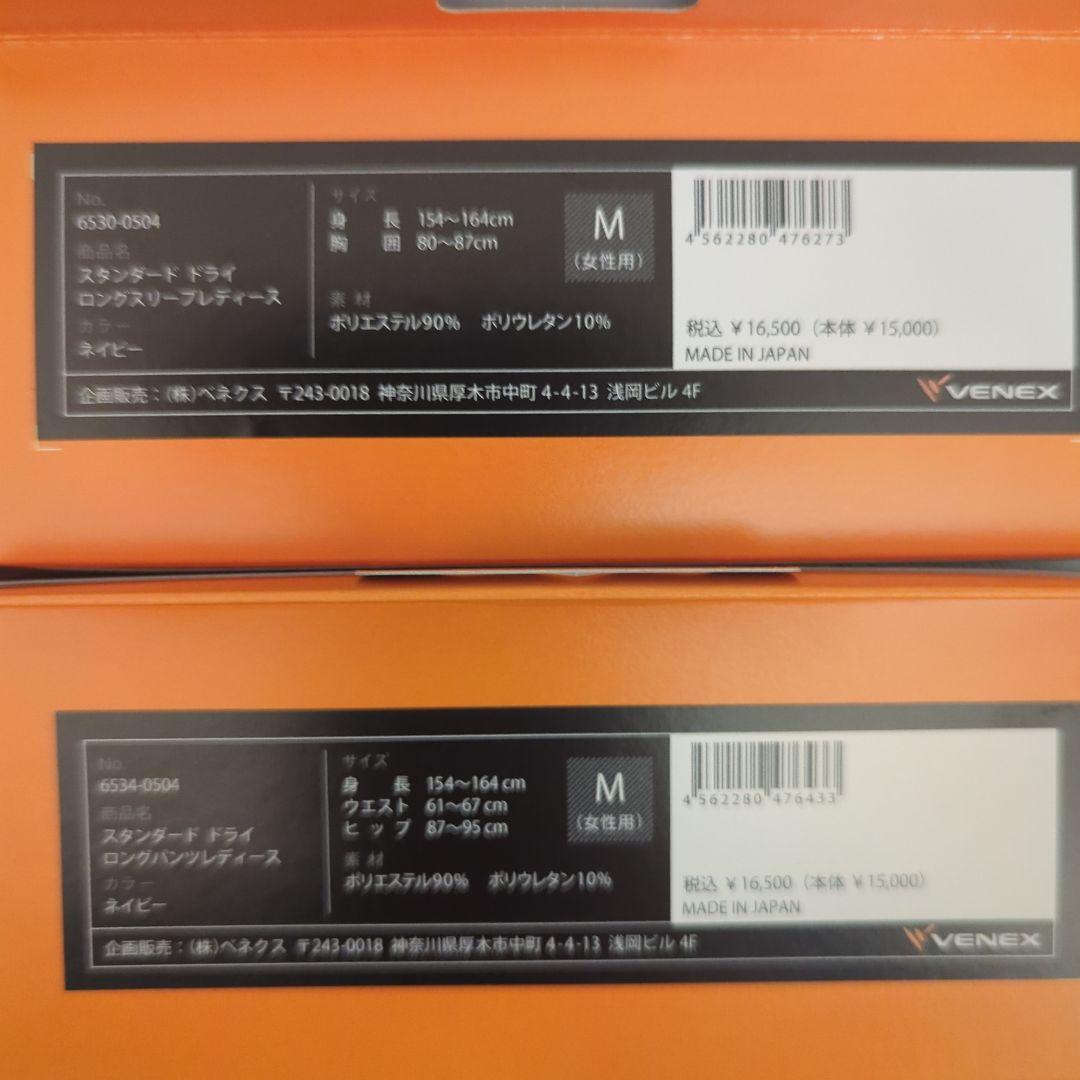 No.
6530-0504
商品名
スタンダード ドライ
ロングスリーブレディース
カラー
ネイビー
サイズ
身 長 154〜164cm
胸 囲 80〜87cm
素 材
ポリエステル90% ポリウレタン10%
M
(女性用)
4 562280 476273
税込 ¥16,500 (本体 ¥15,000)
MADE IN JAPAN
企画販売:(株)ベネクス 〒243-0018 神奈川県厚木市中町 4-4-13 浅岡ビル 4F
VENEX
No.
6534-0504
商品名
スタンダード ドライ
ロングパンツレディース
カラー
ネイビー
サイズ
身 長 154〜164 cm
ウエスト 61〜67 cm
ヒップ 87〜95 cm
素 材
ポリエステル90% ポリウレタン10%
M
(女性用)
4 562280 476433
税込 ¥16,500 (本体 ¥15,000)
MADE IN JAPAN
企画販売:(株)ベネクス 〒243-0018 神奈川県厚木市中町 4-4-13 浅岡ビル 4F
VENEX